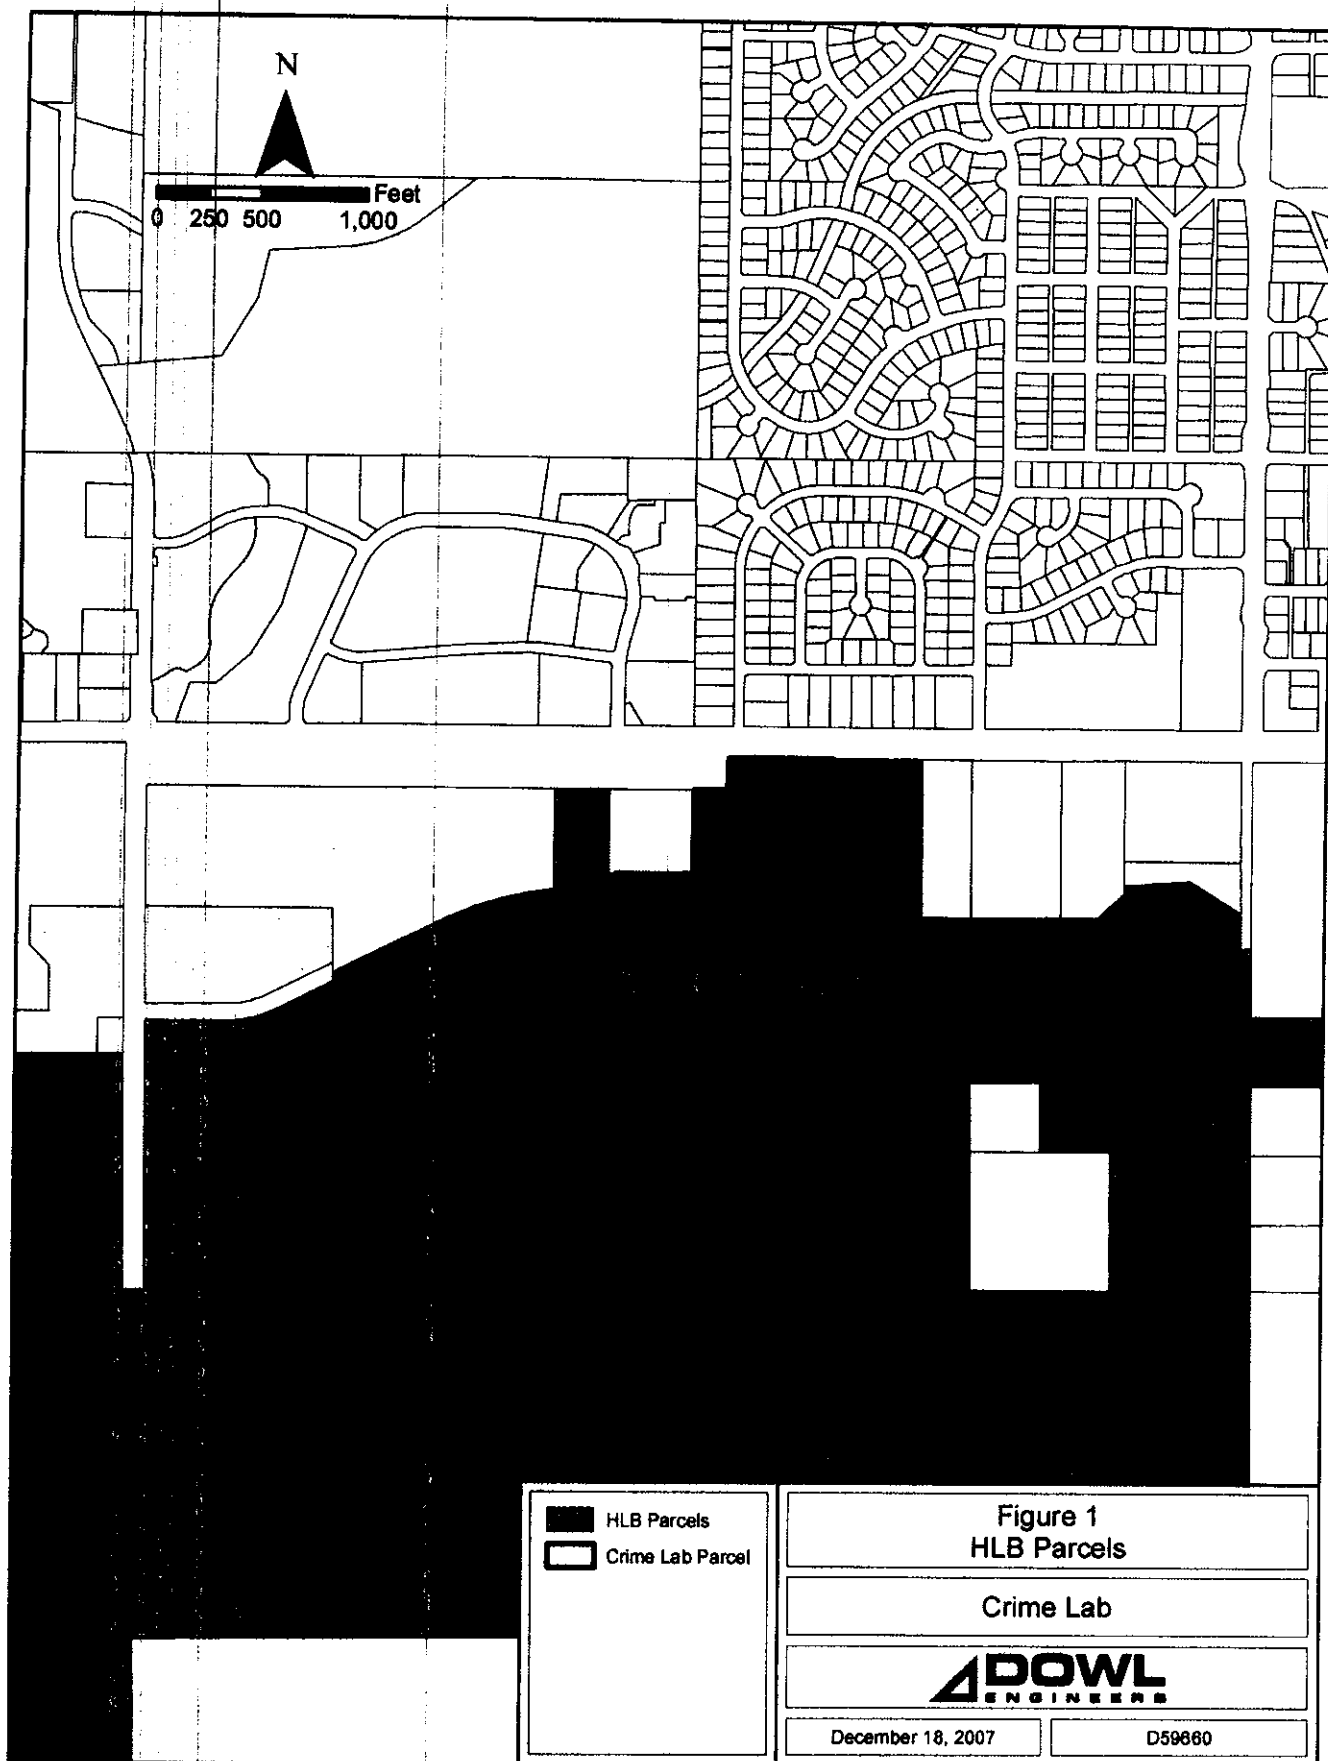 N
Feet
0 250 500 1,000
HLB Parcels
Crime Lab Parcel
Figure 1
HLB Parcels
Crime Lab
DOWL
ENGINEERS
December 18, 2007
D59860